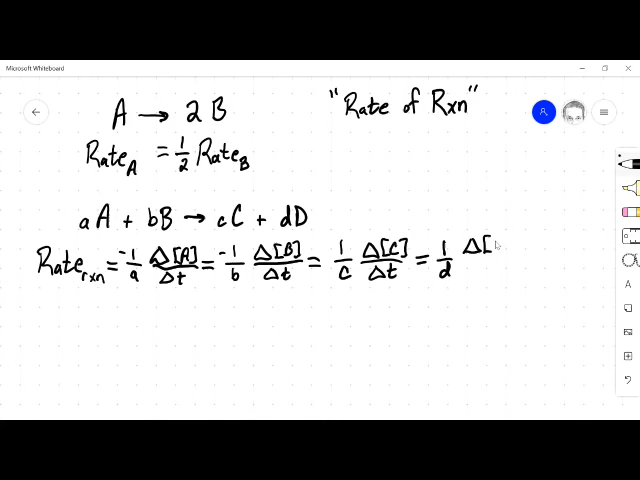 Microsoft Whiteboard
A → 2 B
"Rate of Rxn"
Rate_A = 1/2 Rate_B
aA + bB → cC + dD
Rate_rxn = -1/a Δ[A]/Δt = -1/b Δ[B]/Δt = 1/c Δ[C]/Δt = 1/d Δ[